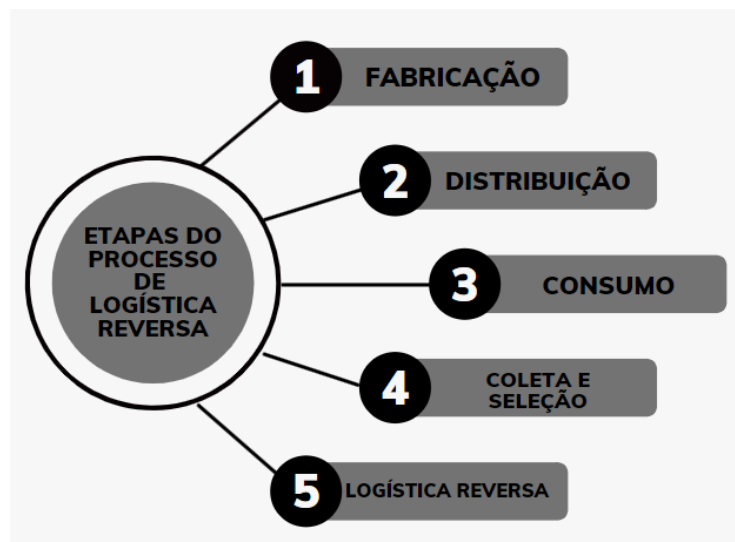 ETAPAS DO
PROCESSO
DE
LOGÍSTICA
REVERSA
1
FABRICAÇÃO
2
DISTRIBUIÇÃO
3
CONSUMO
4
COLETA E
SELEÇÃO
5
LOGÍSTICA REVERSA